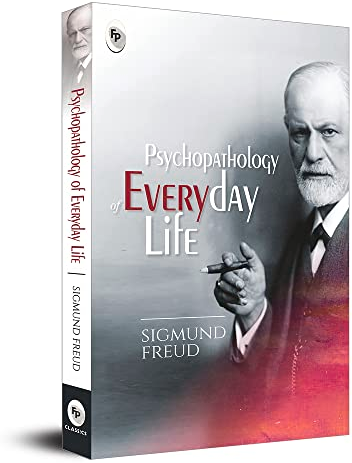 FP
Psychopathology
of Everyday
Life
SIGMUND
FREUD
Psychopathology of Everyday Life
SIGMUND FREUD
FP
CLASSICS